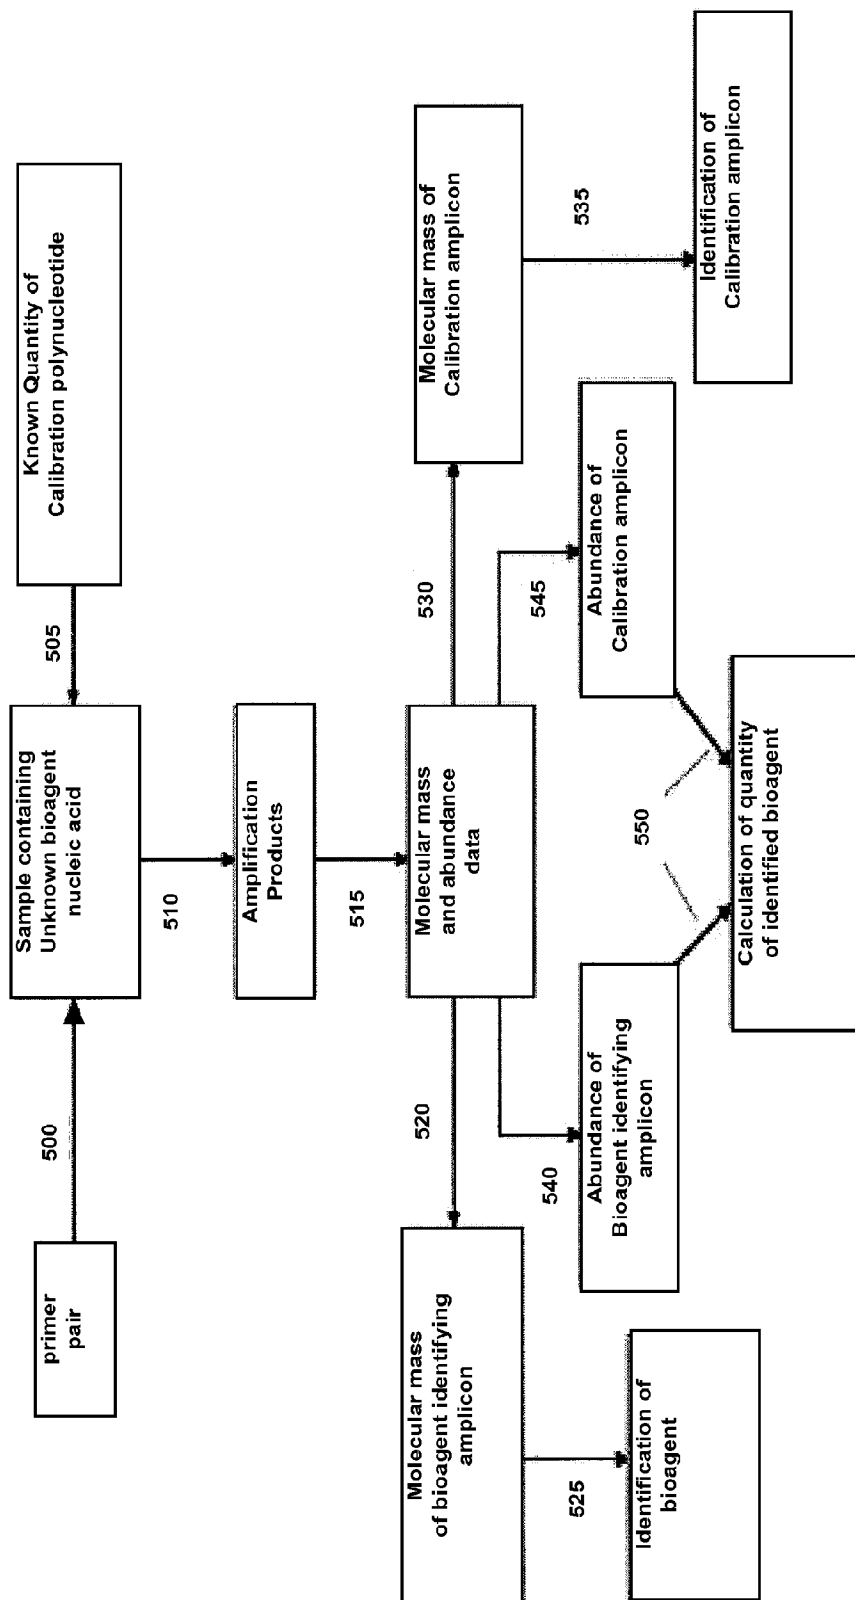 primer
pair
500
Sample containing
Unknown bioagent
nucleic acid
505
Known Quantity of
Calibration polynucleotide
510
Amplification
Products
515
Molecular mass
of bioagent identifying
amplicon
520
Molecular mass
and abundance
data
530
Molecular mass of
Calibration amplicon
525
540
545
535
Identification of
bioagent
Abundance of
Bioagent identifying
amplicon
550
Abundance of
Calibration amplicon
Identification of
Calibration amplicon
Calculation of quantity
of identified bioagent